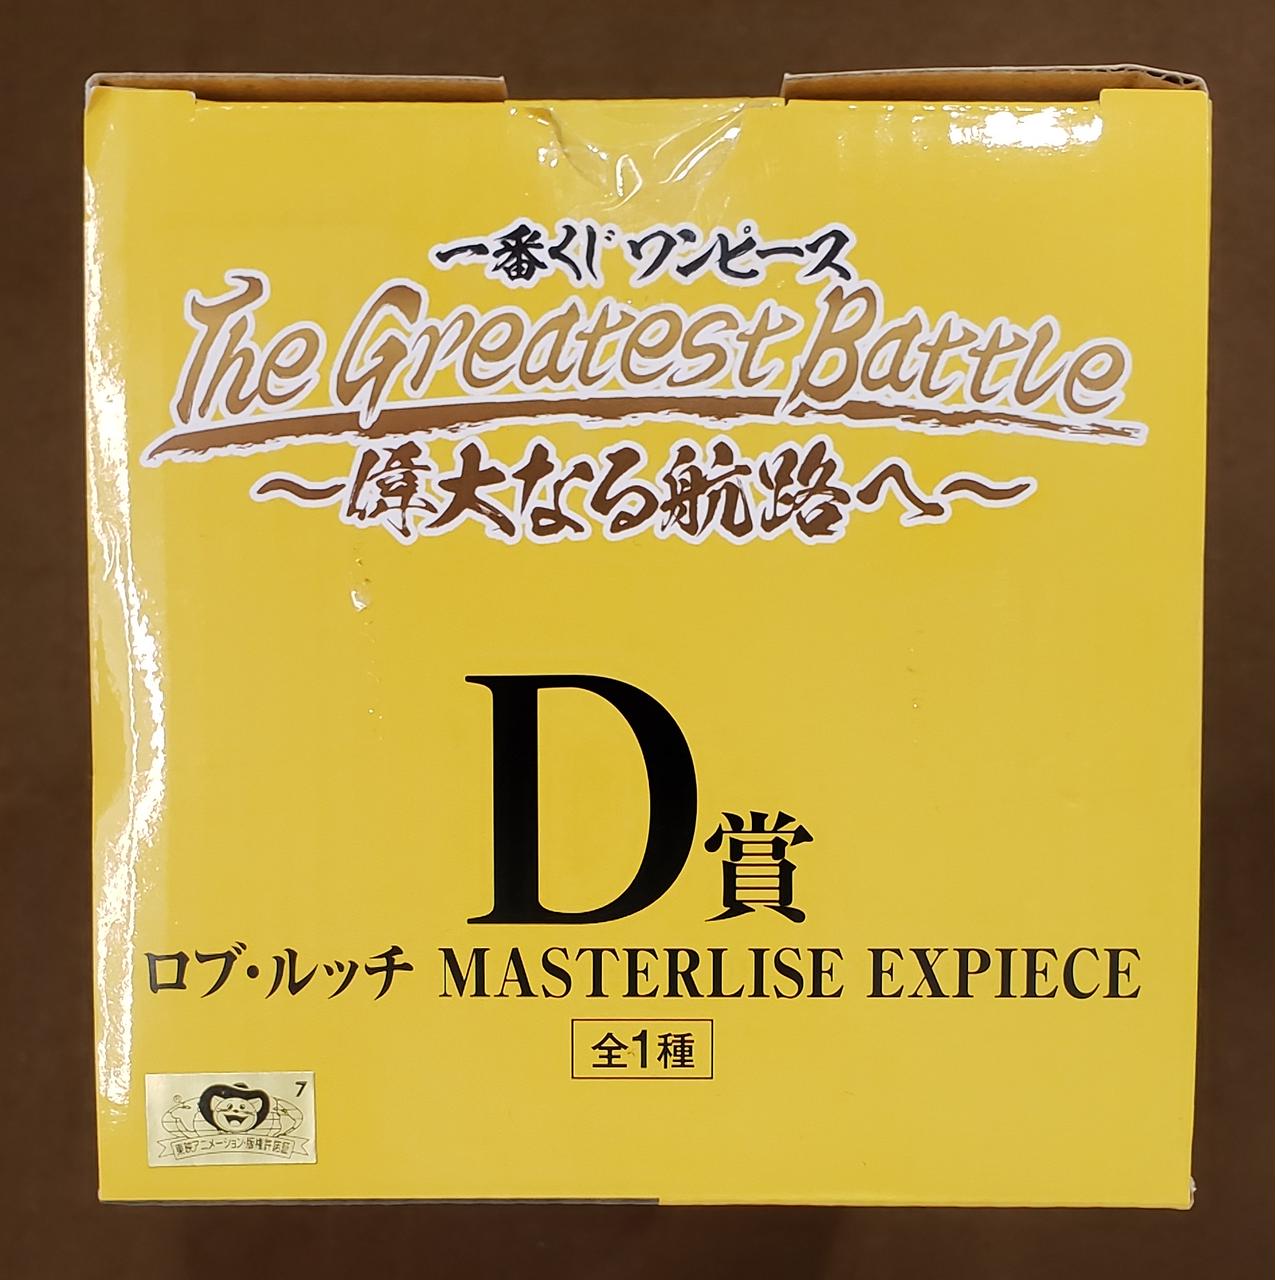 一番くじ ワンピース
The Greatest Battle
～偉大なる航路へ～
D賞
ロブ・ルッチ MASTERLISE EXPIECE
全1種
7
®
東映アニメーション・版権許諾証